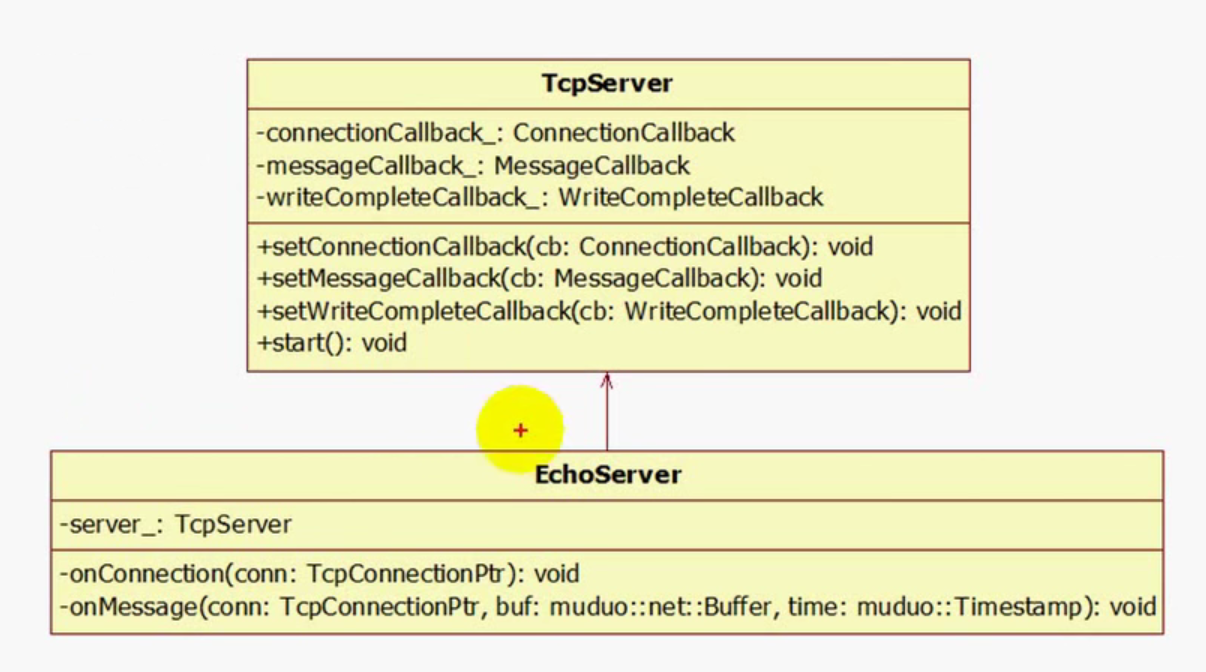 TcpServer
-connectionCallback_: ConnectionCallback
-messageCallback_: MessageCallback
-writeCompleteCallback_: WriteCompleteCallback
+setConnectionCallback(cb: ConnectionCallback): void
+setMessageCallback(cb: MessageCallback): void
+setWriteCompleteCallback(cb: WriteCompleteCallback): void
+start(): void
EchoServer
-server_: TcpServer
-onConnection(conn: TcpConnectionPtr): void
-onMessage(conn: TcpConnectionPtr, buf: muduo::net::Buffer, time: muduo::Timestamp): void